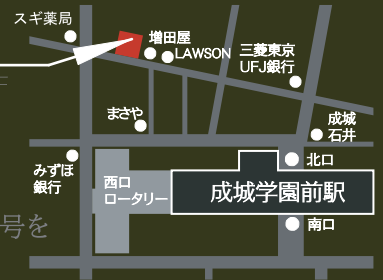 スギ薬局
増田屋
LAWSON
三菱東京
UFJ銀行
まさや
成城
石井
みずほ
銀行
西口
ロータリー
北口
成城学園前駅
南口
号を